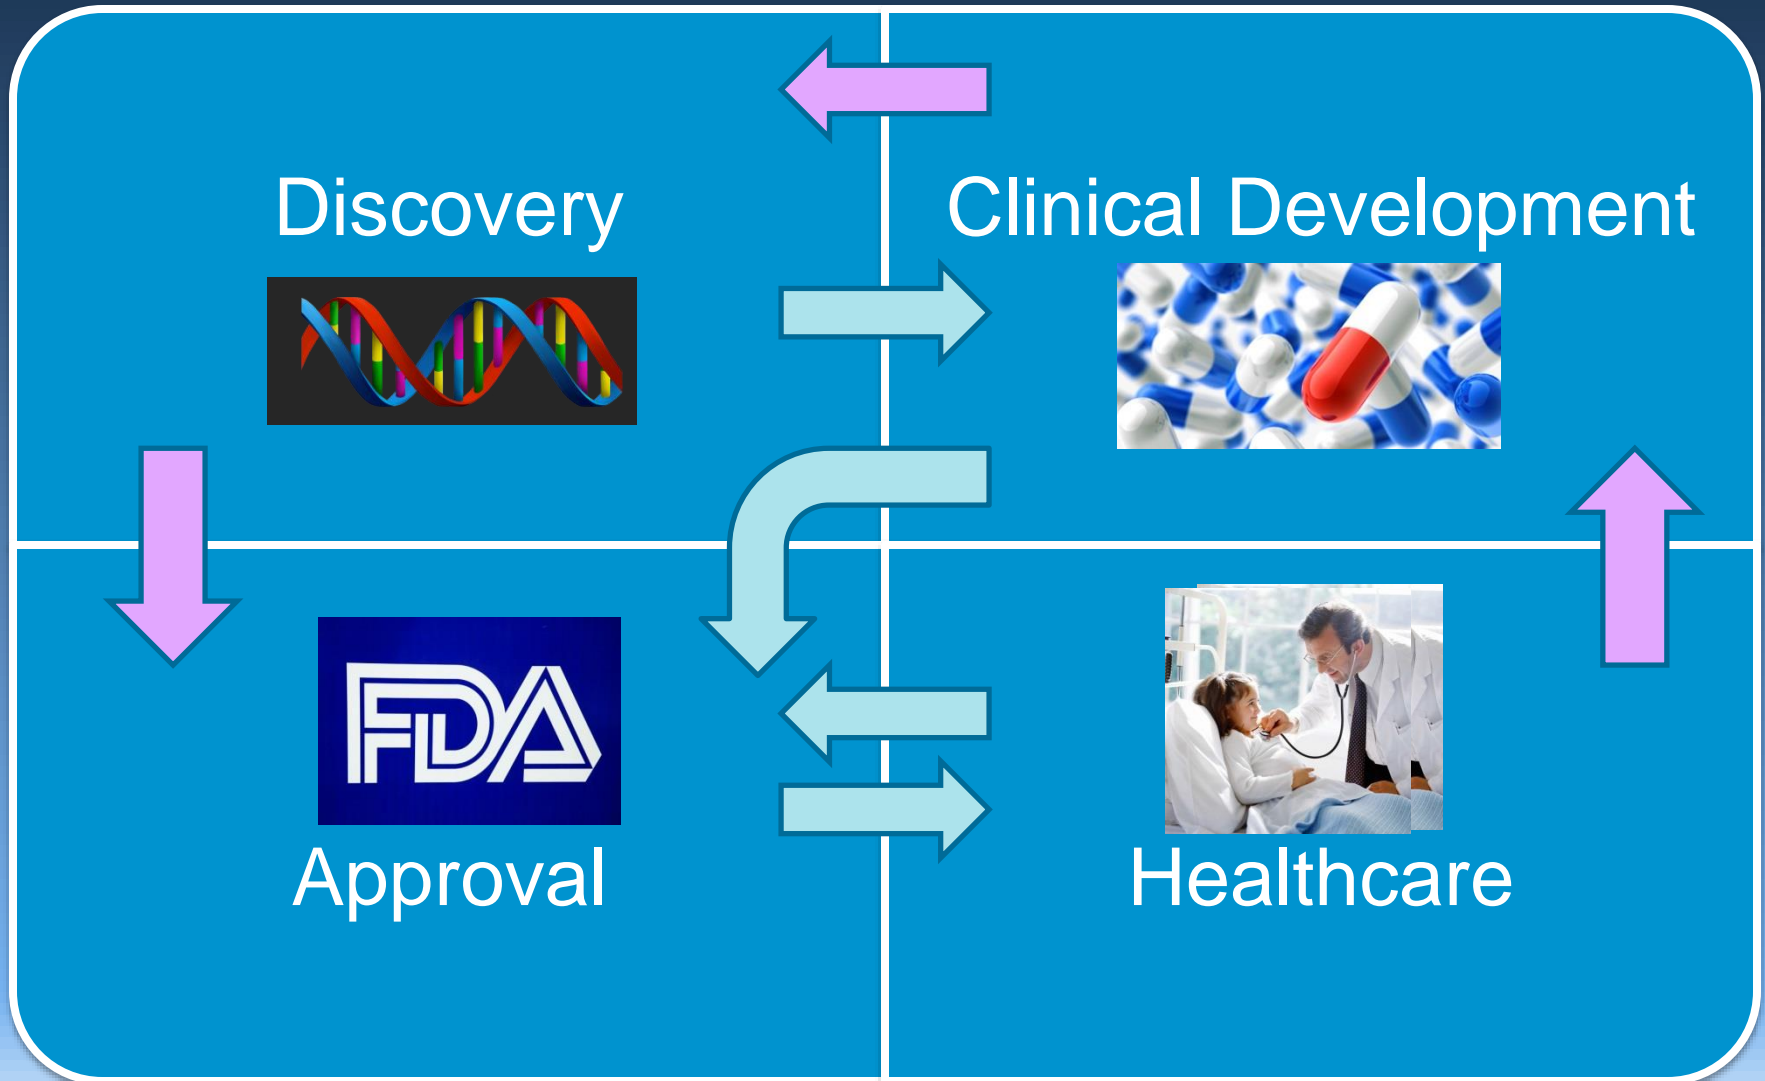 Discovery
Clinical Development
FDA
Approval
Healthcare